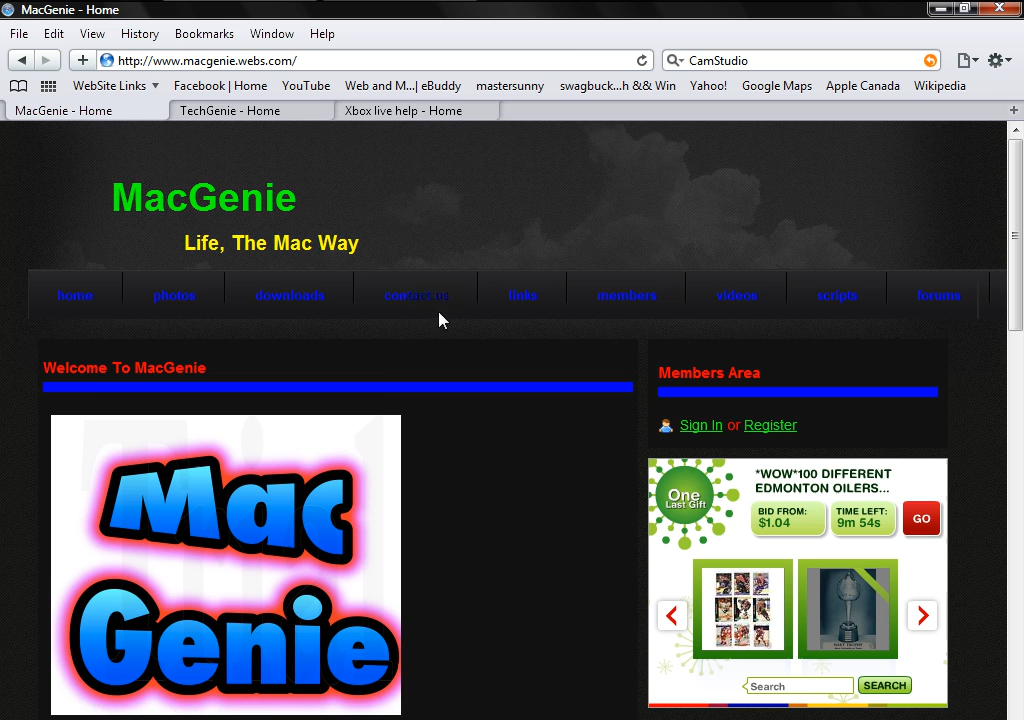 MacGenie - Home
File Edit View History Bookmarks Window Help
http://www.macgenie.webs.com/
CamStudio
WebSite Links Facebook | Home YouTube Web and M...| eBuddy mastersunny swagbuck...h && Win Yahoo! Google Maps Apple Canada Wikipedia
MacGenie - Home TechGenie - Home Xbox live help - Home
MacGenie
Life, The Mac Way
home photos downloads contact us links members videos scripts forums
Welcome To MacGenie
Members Area
Sign In or Register
Mac
Genie
One
Last Gift
*WOW*100 DIFFERENT
EDMONTON OILERS...
BID FROM:
$1.04
TIME LEFT:
9m 54s
GO
Search SEARCH